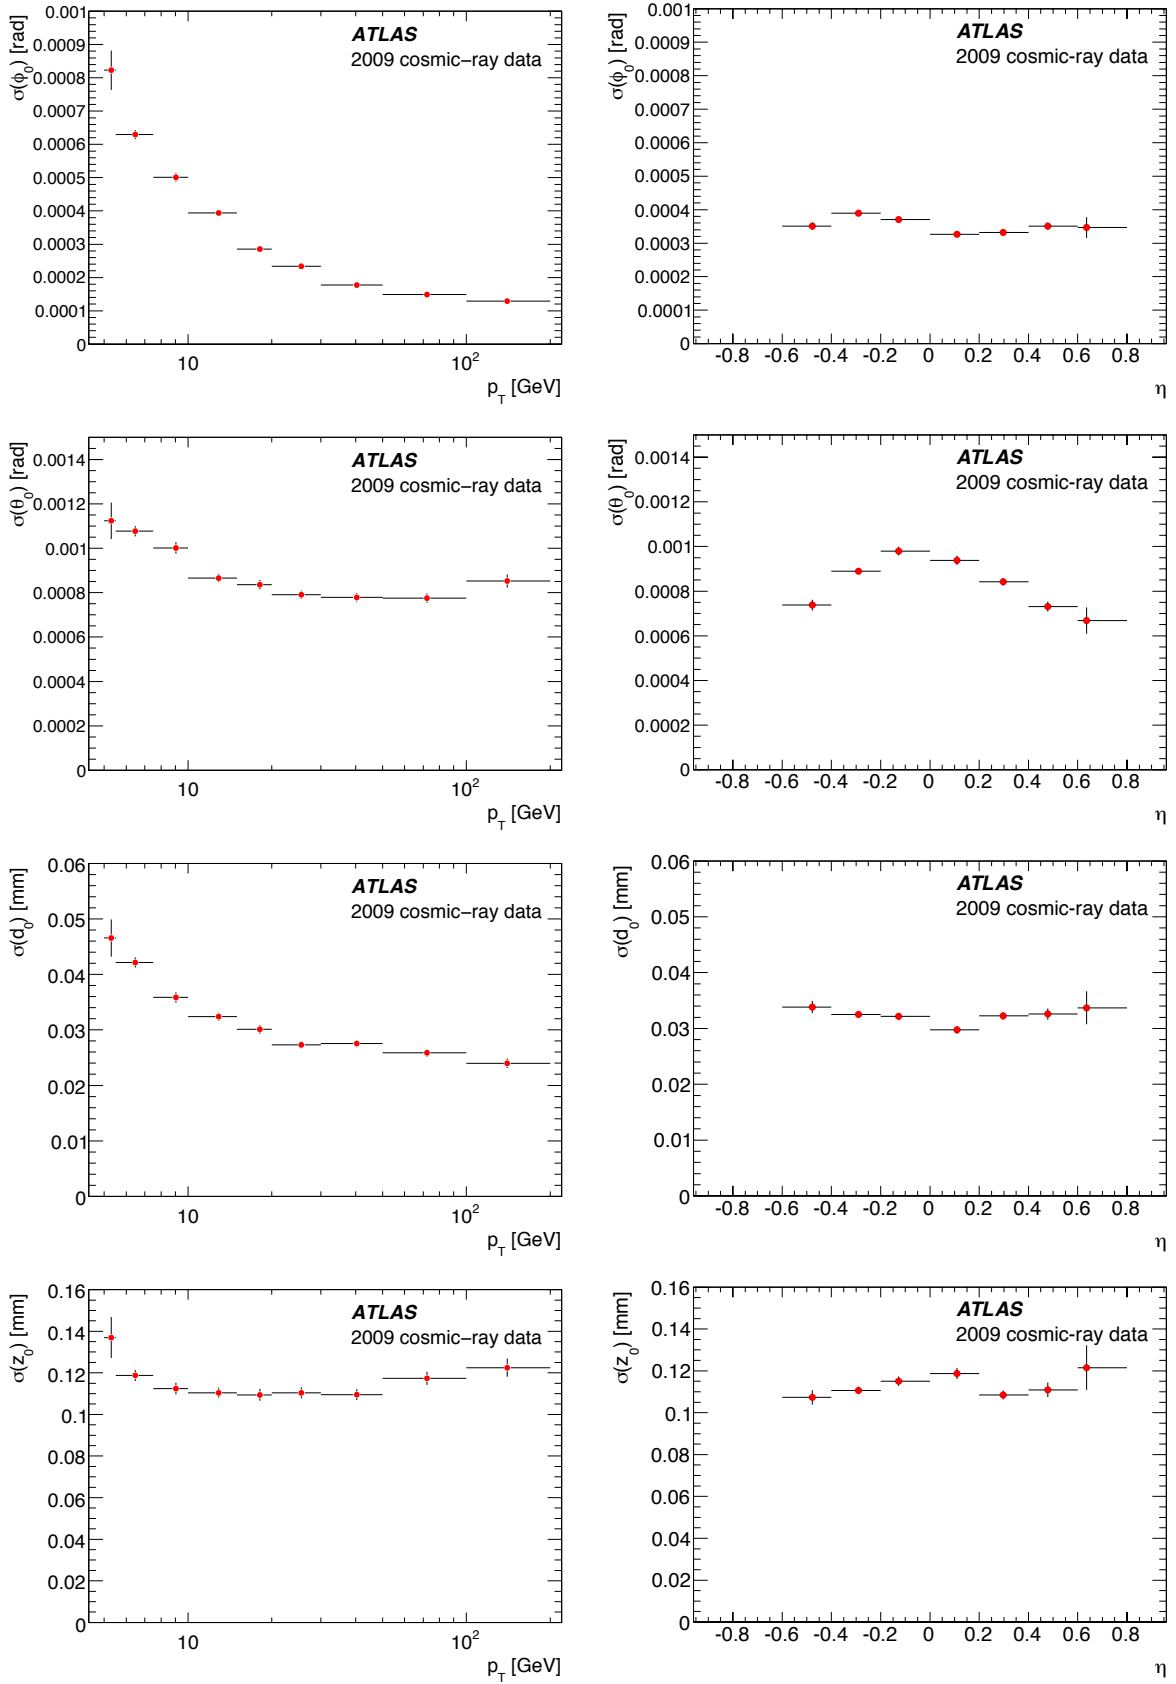 σ(ϕ₀) [rad]
0.001
0.0009
0.0008
0.0007
0.0006
0.0005
0.0004
0.0003
0.0002
0.0001
0
ATLAS
2009 cosmic−ray data
10
10²
p_T [GeV]
σ(ϕ₀) [rad]
0.001
0.0009
0.0008
0.0007
0.0006
0.0005
0.0004
0.0003
0.0002
0.0001
0
ATLAS
2009 cosmic-ray data
-0.8 -0.6 -0.4 -0.2 0 0.2 0.4 0.6 0.8
η
σ(θ₀) [rad]
0.0014
0.0012
0.001
0.0008
0.0006
0.0004
0.0002
0
ATLAS
2009 cosmic−ray data
10
10²
p_T [GeV]
σ(θ₀) [rad]
0.0014
0.0012
0.001
0.0008
0.0006
0.0004
0.0002
0
ATLAS
2009 cosmic-ray data
-0.8 -0.6 -0.4 -0.2 0 0.2 0.4 0.6 0.8
η
σ(d₀) [mm]
0.06
0.05
0.04
0.03
0.02
0.01
0
ATLAS
2009 cosmic−ray data
10
10²
p_T [GeV]
σ(d₀) [mm]
0.06
0.05
0.04
0.03
0.02
0.01
0
ATLAS
2009 cosmic-ray data
-0.8 -0.6 -0.4 -0.2 0 0.2 0.4 0.6 0.8
η
σ(z₀) [mm]
0.16
0.14
0.12
0.1
0.08
0.06
0.04
0.02
0
ATLAS
2009 cosmic−ray data
10
10²
p_T [GeV]
σ(z₀) [mm]
0.16
0.14
0.12
0.1
0.08
0.06
0.04
0.02
0
ATLAS
2009 cosmic-ray data
-0.8 -0.6 -0.4 -0.2 0 0.2 0.4 0.6 0.8
η